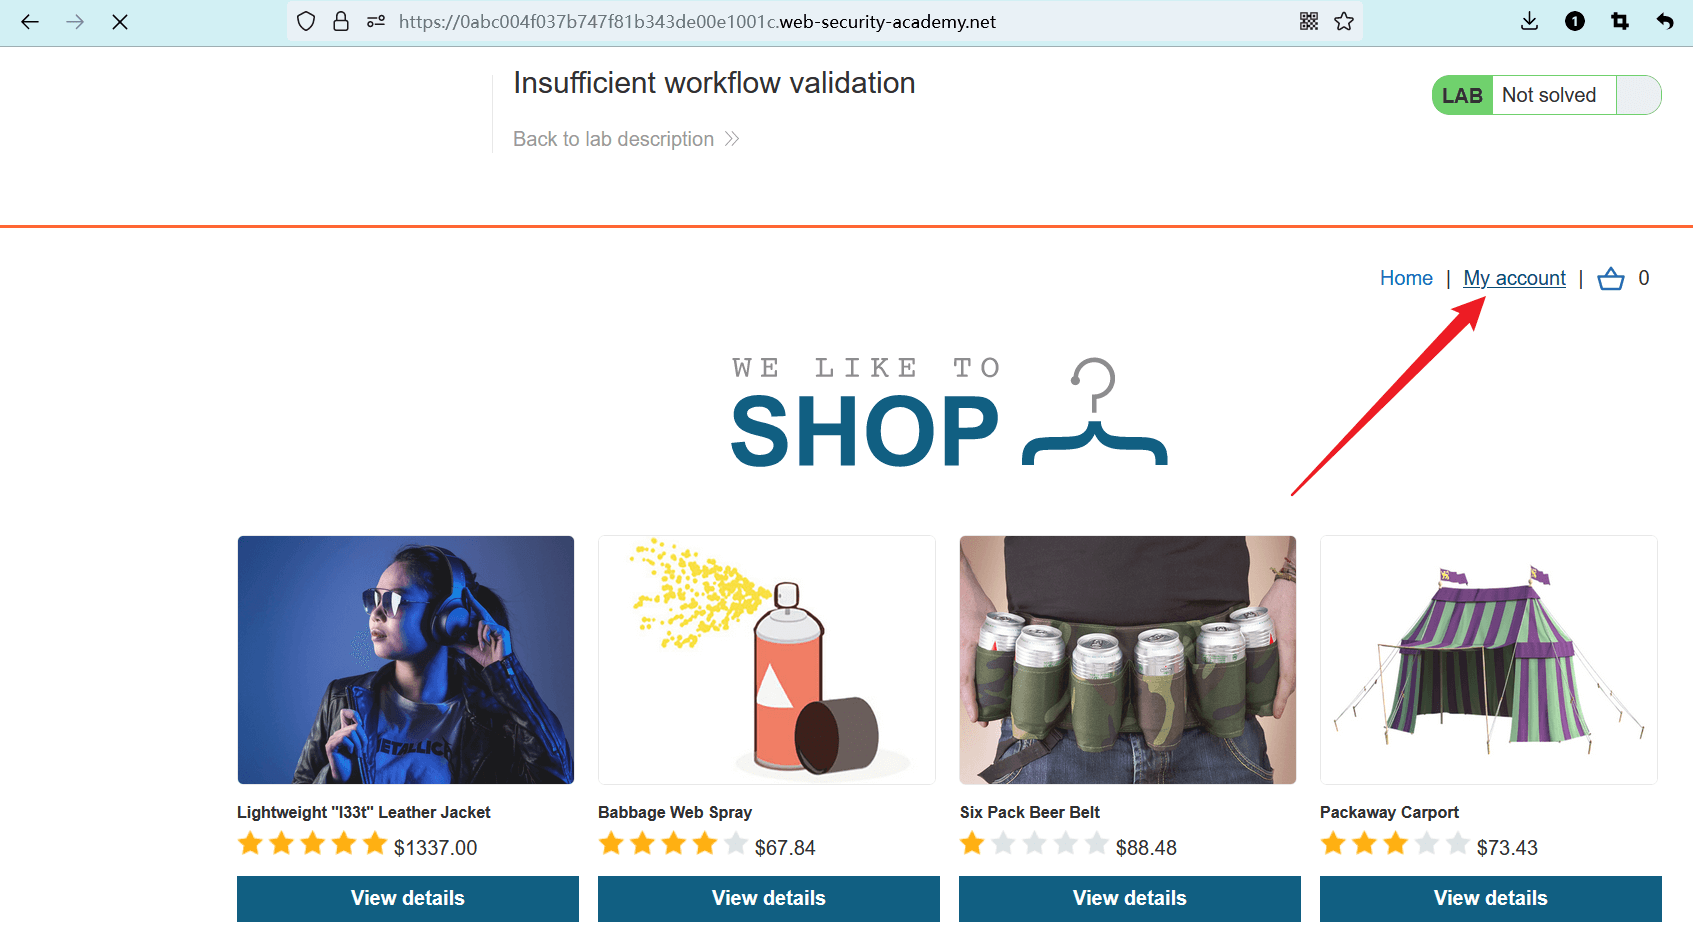 https://0abc004f037b747f81b343de00e1001c.web-security-academy.net
1
Insufficient workflow validation
LAB Not solved
Back to lab description
Home | My account | 0
WE LIKE TO
SHOP
METALLICA
Lightweight "l33t" Leather Jacket
$1337.00
View details
Babbage Web Spray
$67.84
View details
Six Pack Beer Belt
$88.48
View details
Packaway Carport
$73.43
View details